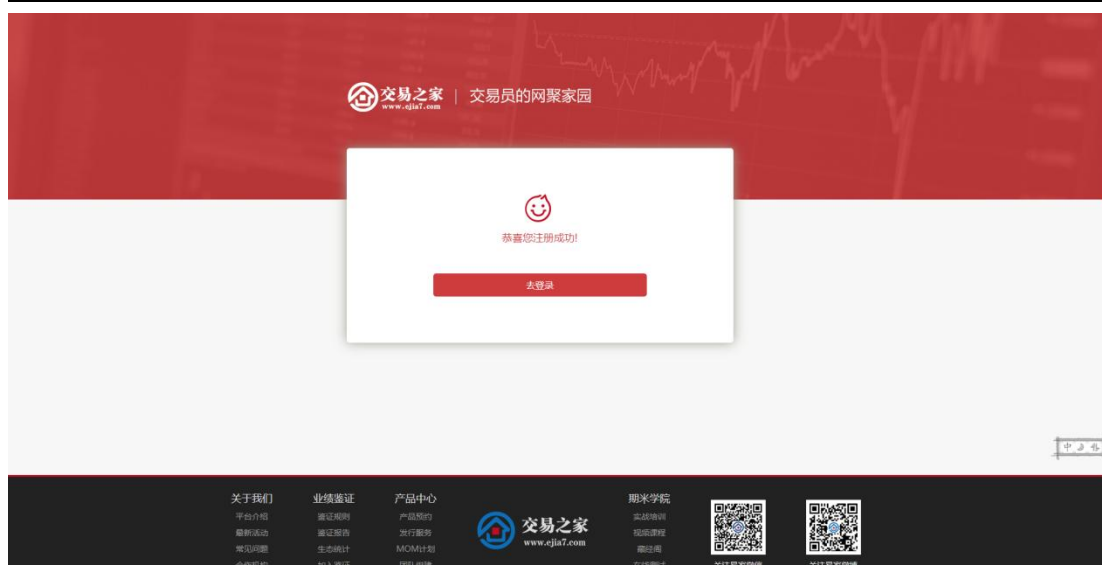 交易之家 | 交易员的网聚家园
www.ejia7.com
恭喜您注册成功!
去登录
关于我们 业绩鉴证 产品中心 期米学院
平台介绍 鉴证规则 产品预约 实战培训
最新活动 鉴证报告 发行服务 视频课程
常见问题 生态统计 MOM计划 藏经阁
交易之家
www.ejia7.com